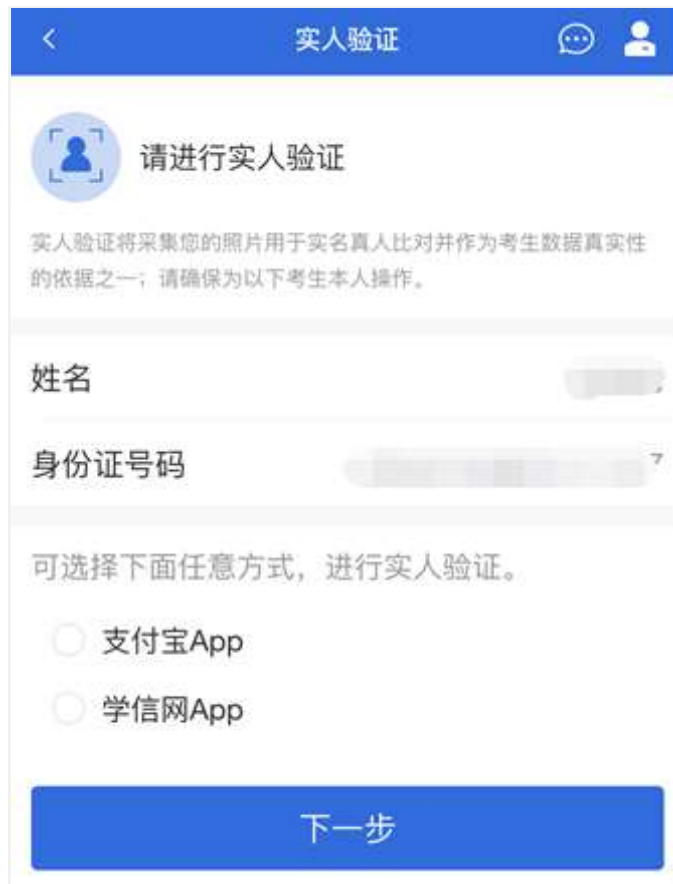 实人验证
请进行实人验证
实人验证将采集您的照片用于实名真人比对并作为考生数据真实性
的依据之一；请确保为以下考生本人操作。
姓名
身份证号码 7
可选择下面任意方式，进行实人验证。
支付宝App
学信网App
下一步